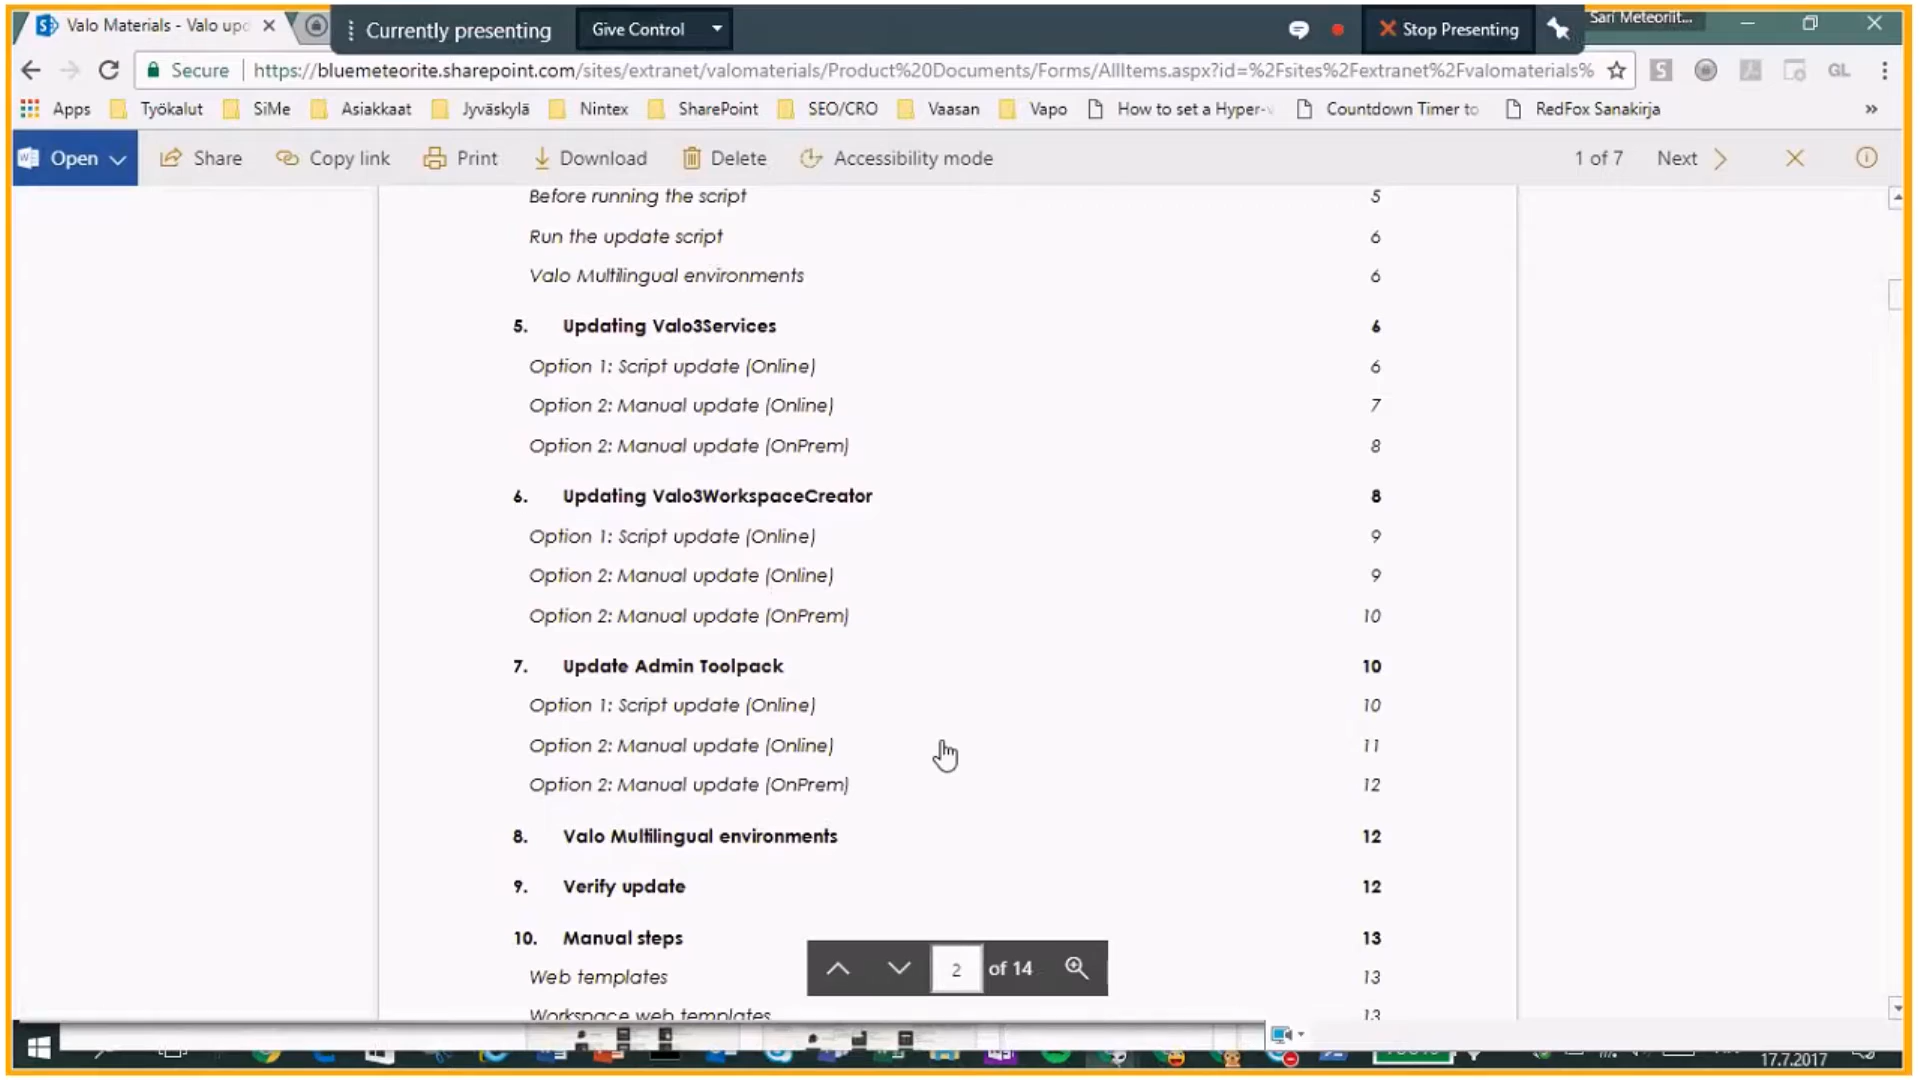 Valo Materials - Valo upd
Currently presenting
Give Control
Stop Presenting
Sari Meteoriit...
Secure
https://bluemeteorite.sharepoint.com/sites/extranet/valomaterials/Product%20Documents/Forms/AllItems.aspx?id=%2Fsites%2Fextranet%2Fvalomaterials%
GL
Apps
Työkalut
SiMe
Asiakkaat
Jyväskylä
Nintex
SharePoint
SEO/CRO
Vaasan
Vapo
How to set a Hyper-
Countdown Timer to
RedFox Sanakirja
Open
Share
Copy link
Print
Download
Delete
Accessibility mode
1 of 7
Next
Before running the script 5
Run the update script 6
Valo Multilingual environments 6
5. Updating Valo3Services 6
Option 1: Script update (Online) 6
Option 2: Manual update (Online) 7
Option 2: Manual update (OnPrem) 8
6. Updating Valo3WorkspaceCreator 8
Option 1: Script update (Online) 9
Option 2: Manual update (Online) 9
Option 2: Manual update (OnPrem) 10
7. Update Admin Toolpack 10
Option 1: Script update (Online) 10
Option 2: Manual update (Online) 11
Option 2: Manual update (OnPrem) 12
8. Valo Multilingual environments 12
9. Verify update 12
10. Manual steps 13
Web templates 13
Workspace web templates 13
2 of 14
17.7.2017